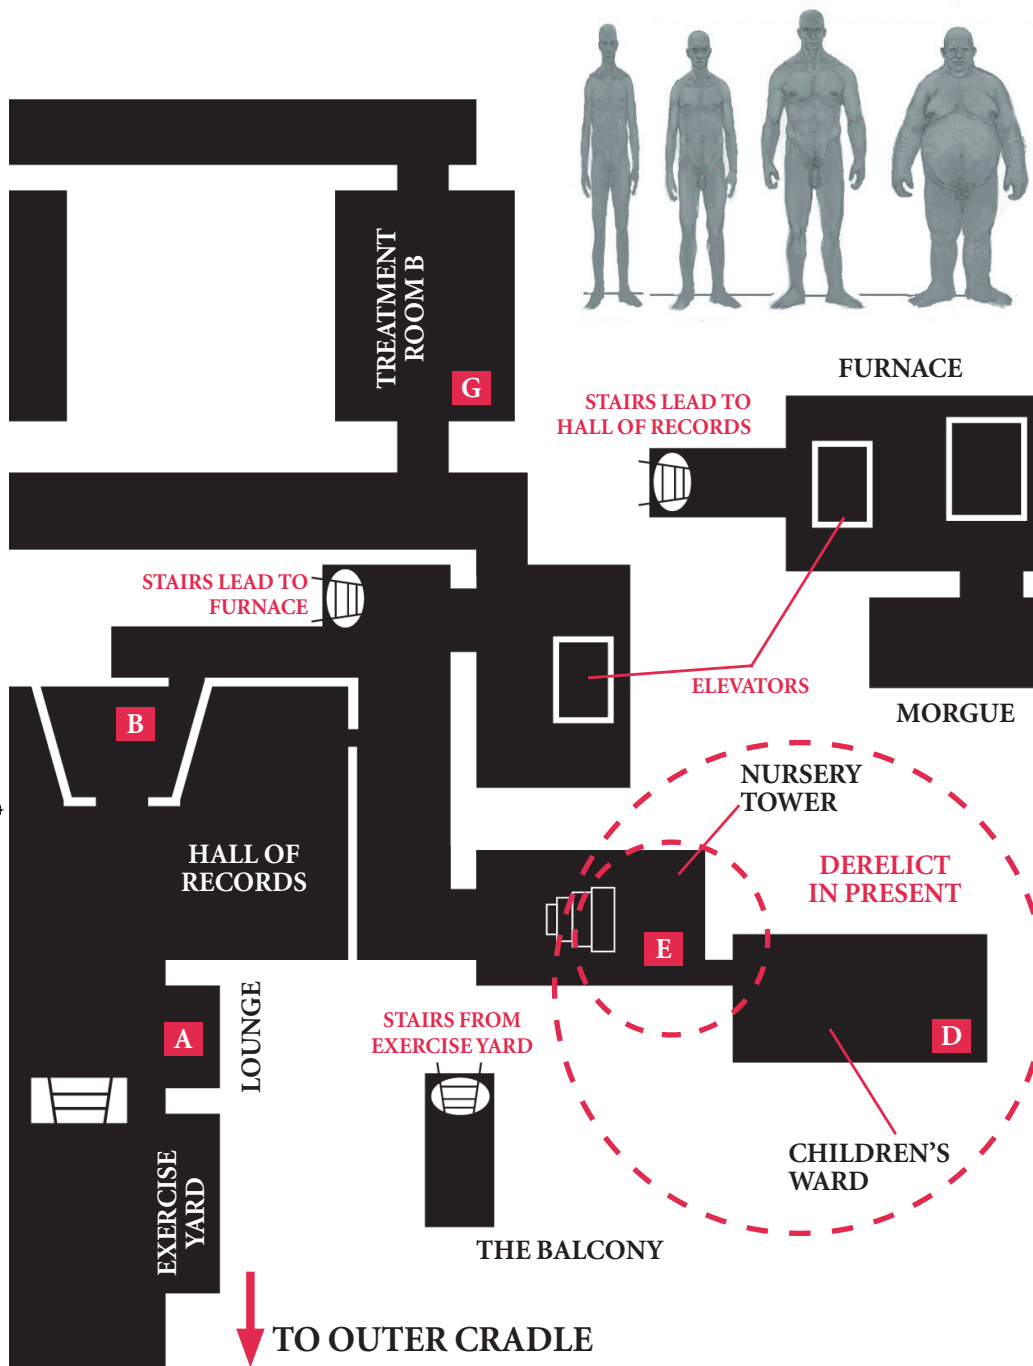 TREATMENT
ROOM B
G
FURNACE
STAIRS LEAD TO
HALL OF RECORDS
STAIRS LEAD TO
FURNACE
ELEVATORS
MORGUE
B
NURSERY
TOWER
HALL OF
RECORDS
DERELICT
IN PRESENT
E
LOUNGE
A
STAIRS FROM
EXERCISE YARD
D
EXERCISE
YARD
CHILDREN'S
WARD
THE BALCONY
TO OUTER CRADLE